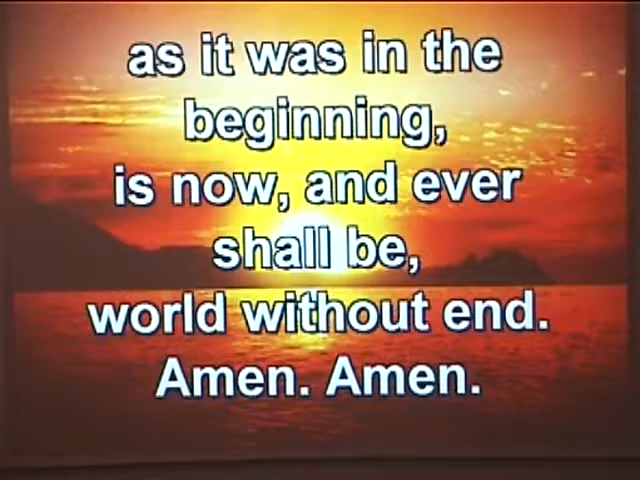 as it was in the
beginning,
is now, and ever
shall be,
world without end.
Amen. Amen.